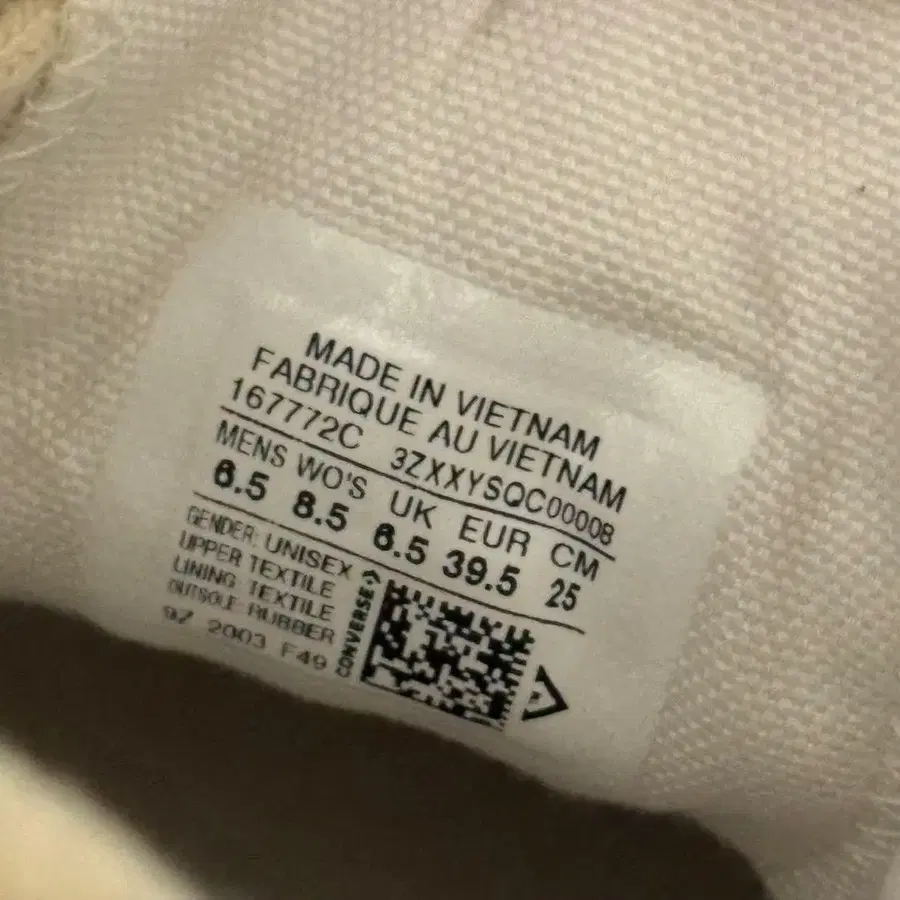 MADE IN VIETNAM
FABRIQUE AU VIETNAM
167772C 3ZXXYSQC00008
MENS WO'S UK EUR CM
6.5 8.5 6.5 39.5 25
GENDER: UNISEX
UPPER TEXTILE
LINING: TEXTILE
OUTSOLE: RUBBER
9Z 2003 F49
CONVERSE